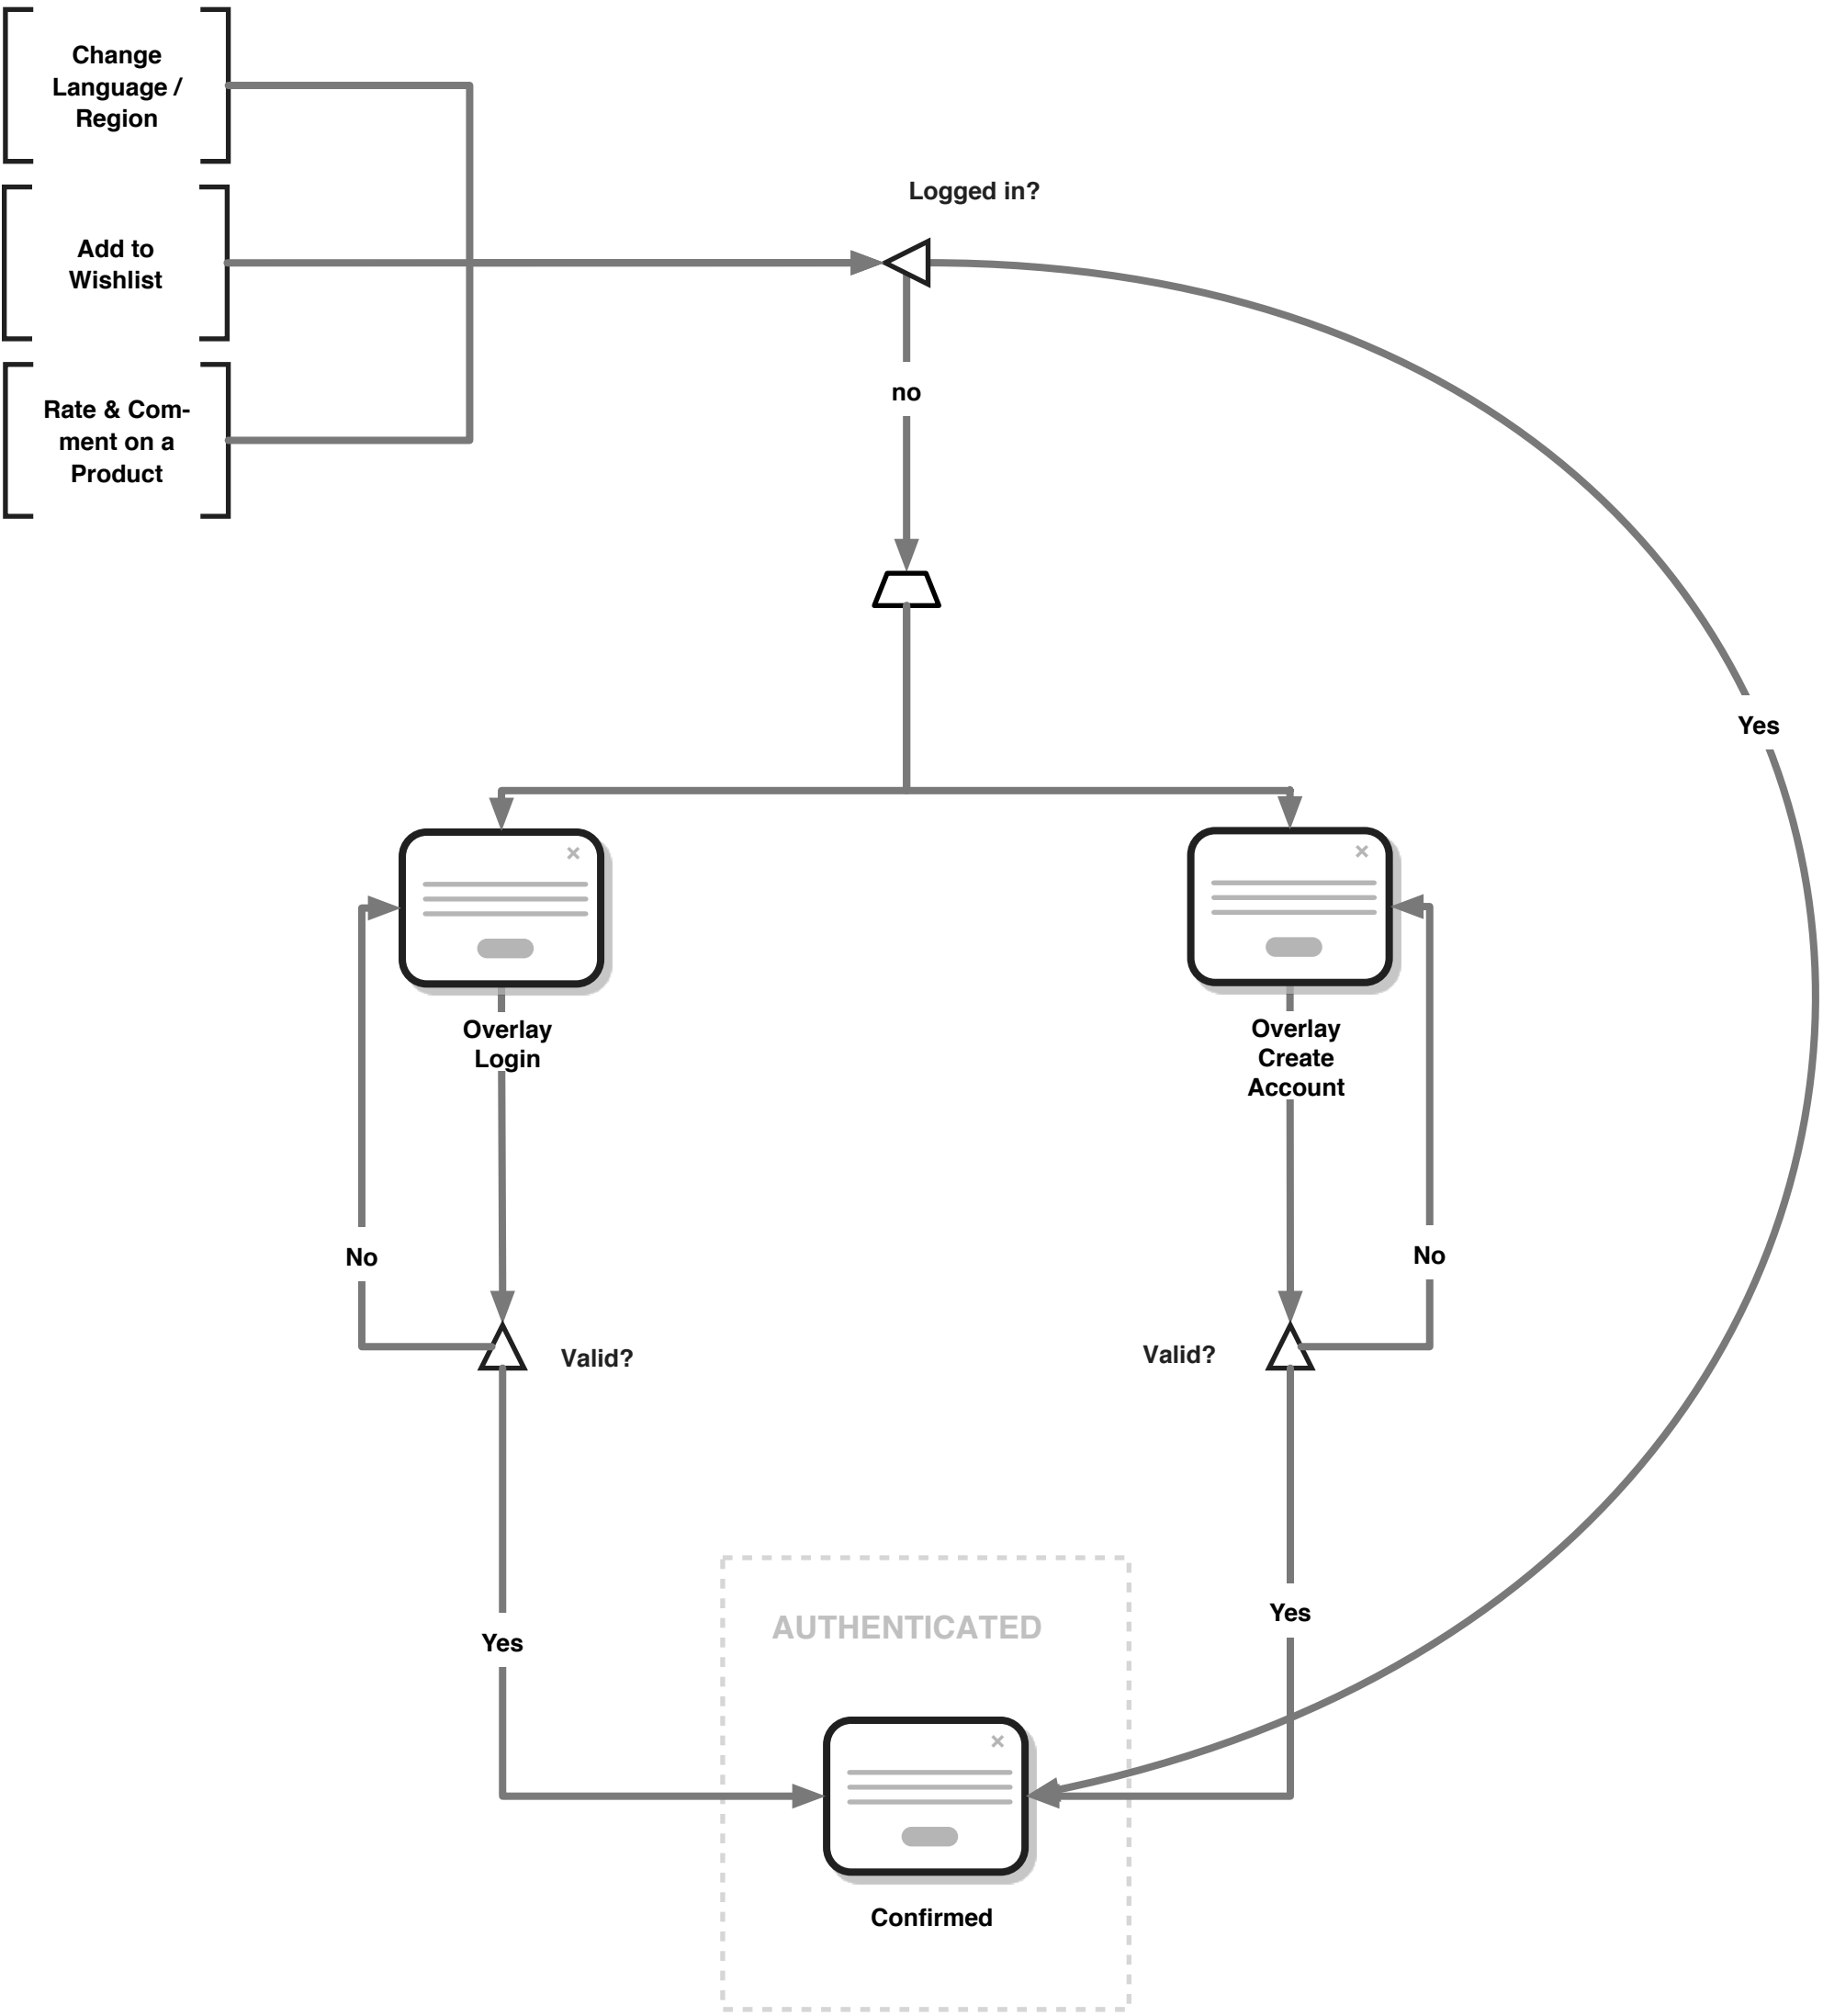 Change
Language /
Region
Logged in?
Add to
Wishlist
no
Rate & Com-
ment on a
Product
Yes
Overlay
Login
Overlay
Create
Account
No
No
Valid?
Valid?
Yes
Yes
AUTHENTICATED
Confirmed